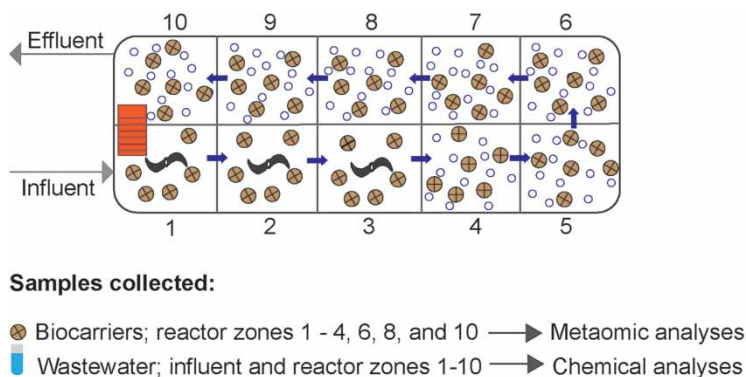 10 9 8 7 6
Effluent
Influent
1 2 3 4 5
Samples collected:
Biocarriers; reactor zones 1 - 4, 6, 8, and 10 Metaomic analyses
Wastewater; influent and reactor zones 1-10 Chemical analyses